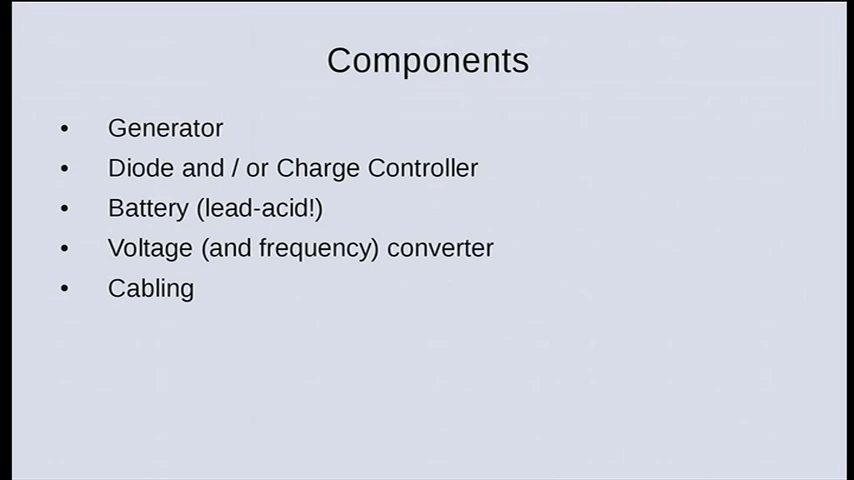 Components
• Generator
• Diode and / or Charge Controller
• Battery (lead-acid!)
• Voltage (and frequency) converter
• Cabling